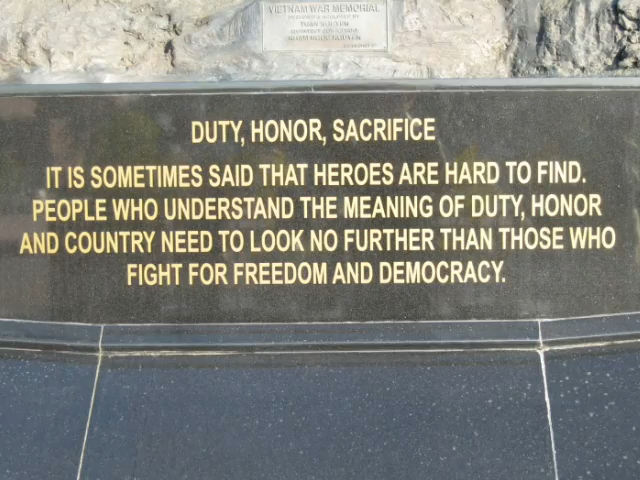 VIETNAM WAR MEMORIAL
DUTY, HONOR, SACRIFICE
IT IS SOMETIMES SAID THAT HEROES ARE HARD TO FIND.
PEOPLE WHO UNDERSTAND THE MEANING OF DUTY, HONOR
AND COUNTRY NEED TO LOOK NO FURTHER THAN THOSE WHO
FIGHT FOR FREEDOM AND DEMOCRACY.